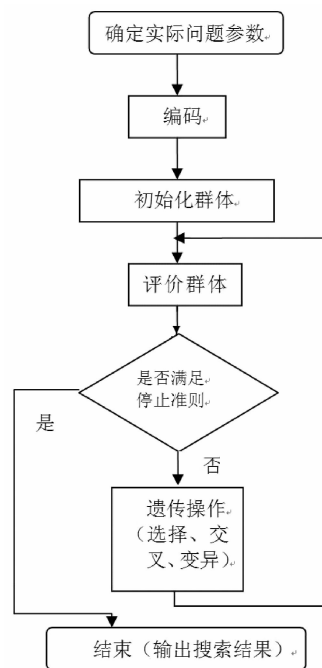 确定实际问题参数
编码
初始化群体
评价群体
是否满足
停止准则
是
否
遗传操作
（选择、交
叉、变异）
结束（输出搜索结果）